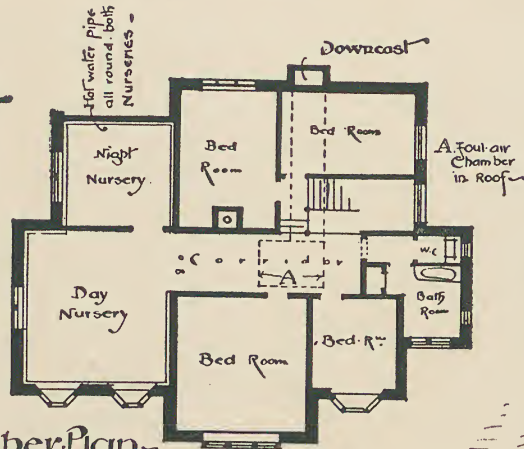 Hot water pipe
all round both
Nurseries
Downcast
Night
Nursery.
Bed
Room
Bed Room
A. Foul air
Chamber
in Roof
Corridor
A
W.C
Bath
Room
Day
Nursery
Bed Room
Bed Rm.
ber Plan